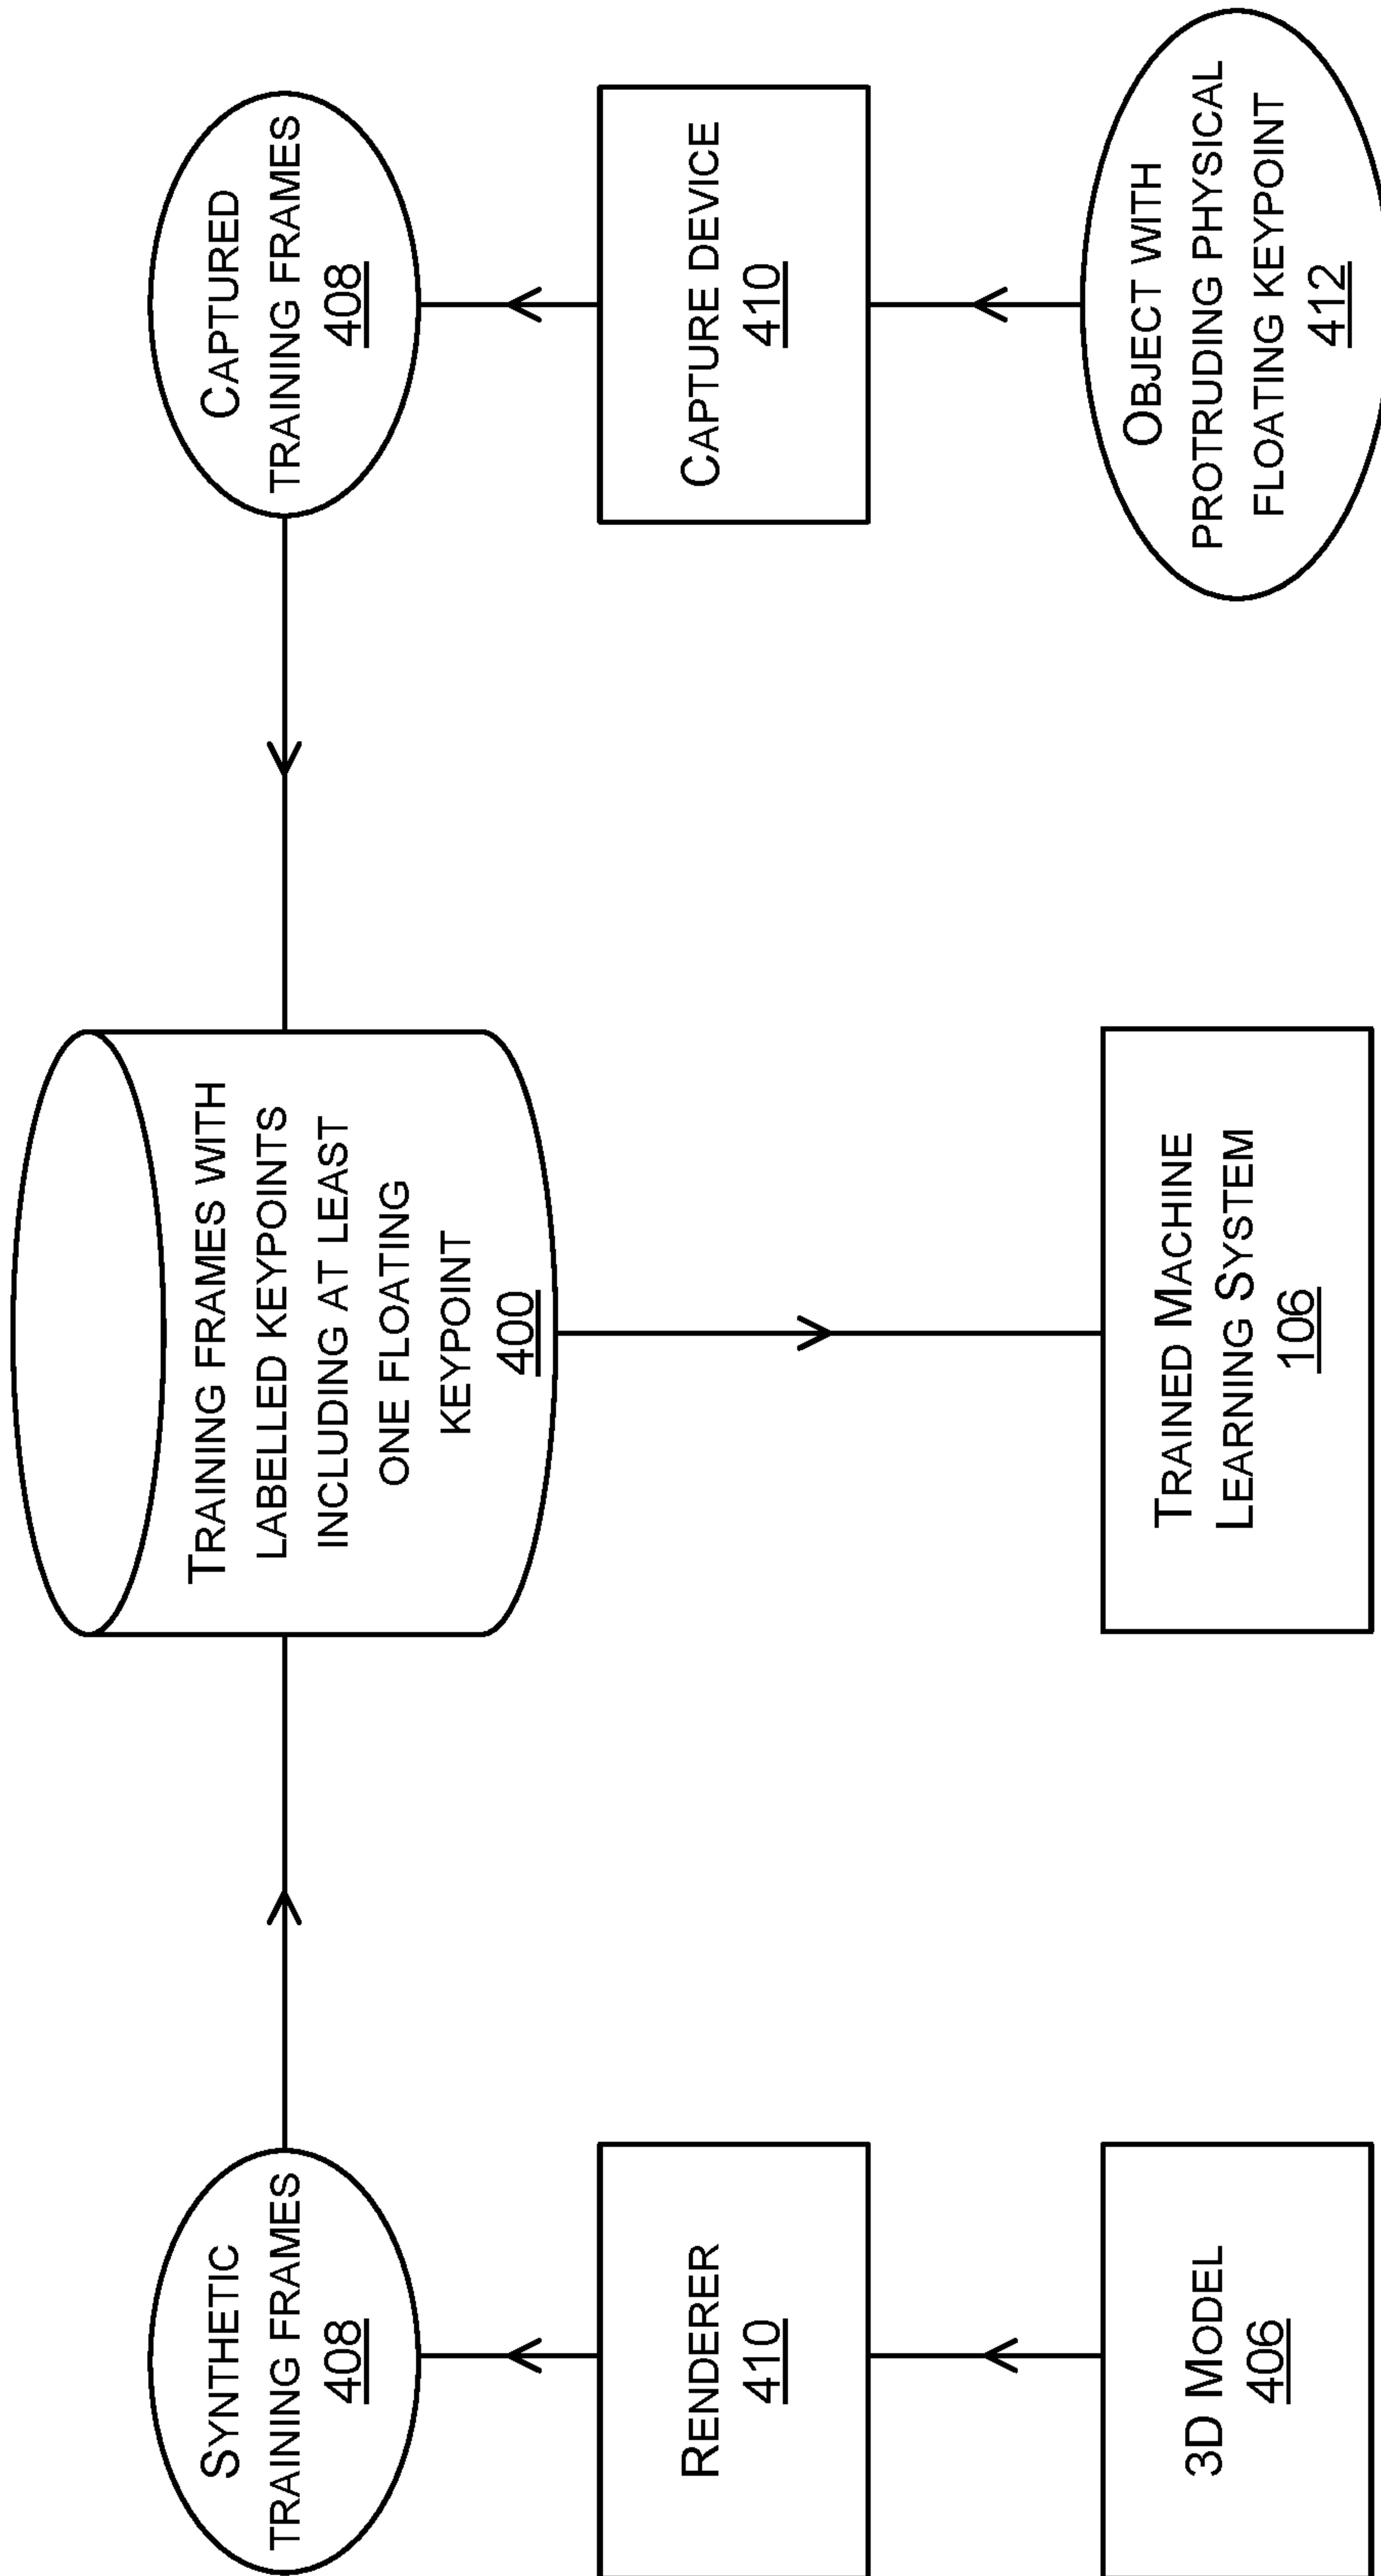 SYNTHETIC
TRAINING FRAMES
408
RENDERER
410
3D MODEL
406
TRAINING FRAMES WITH
LABELLED KEYPOINTS
INCLUDING AT LEAST
ONE FLOATING
KEYPOINT
400
TRAINED MACHINE
LEARNING SYSTEM
106
CAPTURED
TRAINING FRAMES
408
CAPTURE DEVICE
410
OBJECT WITH
PROTRUDING PHYSICAL
FLOATING KEYPOINT
412